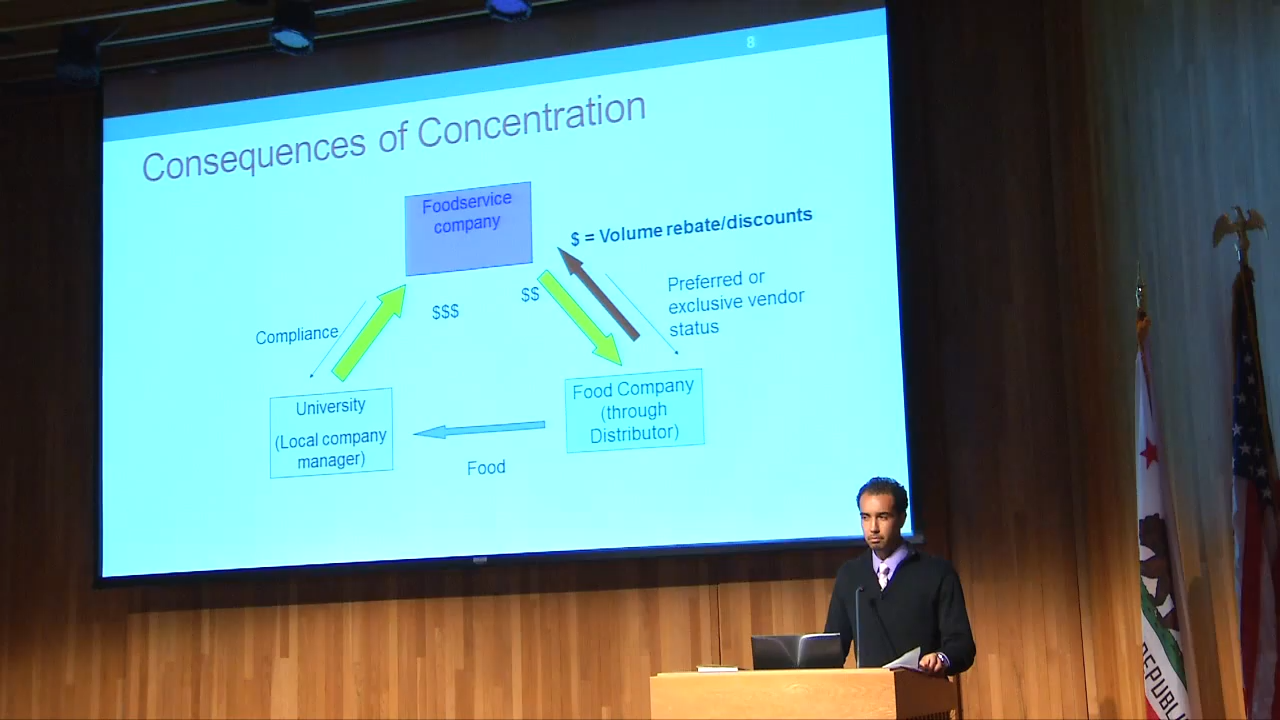 8
Consequences of Concentration
Foodservice
company
$ = Volume rebate/discounts
Preferred or
exclusive vendor
status
$$
$$$
Compliance
University
(Local company
manager)
Food Company
(through
Distributor)
Food
REPUBLI